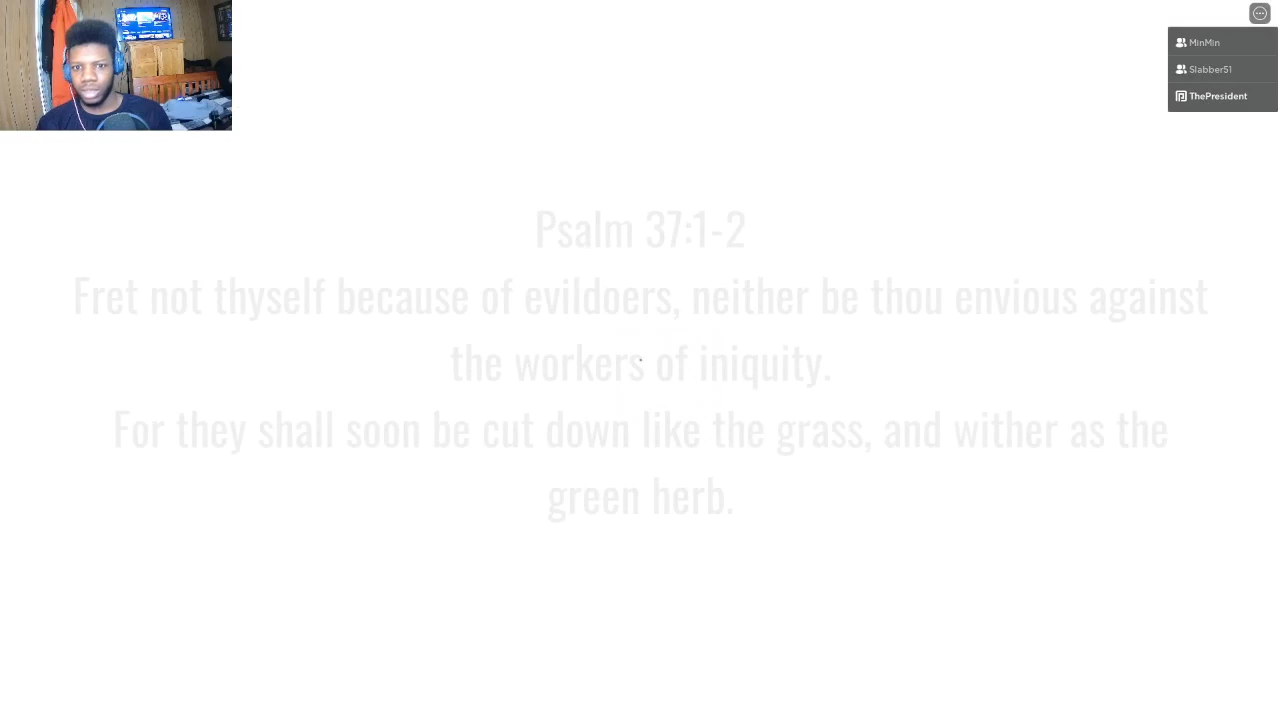 MinMin
SlabberS1
ThePresident
Psalm 37:1-2
Fret not thyself because of evildoers, neither be thou envious against
the workers of iniquity.
For they shall soon be cut down like the grass, and wither as the
green herb.